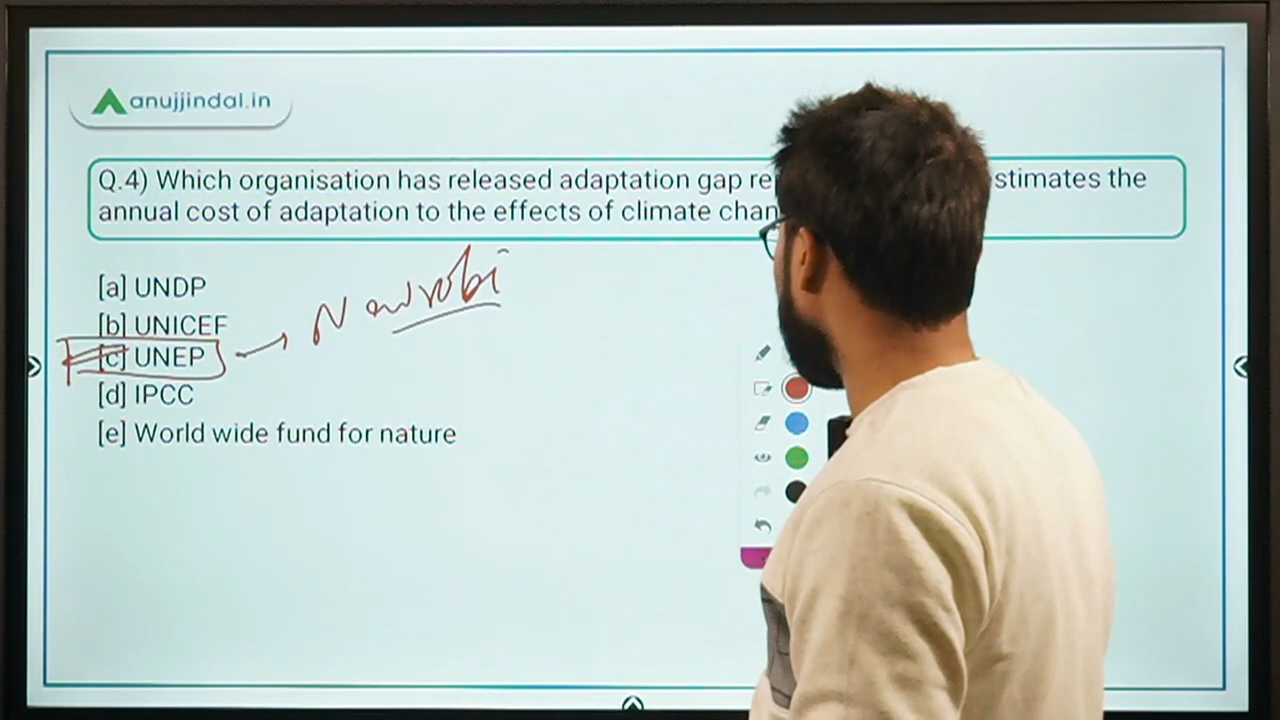 anujjindal.in
Q.4) Which organisation has released adaptation gap re stimates the
annual cost of adaptation to the effects of climate chan
[a] UNDP
[b] UNICEF
[c] UNEP
[d] IPCC
[e] World wide fund for nature